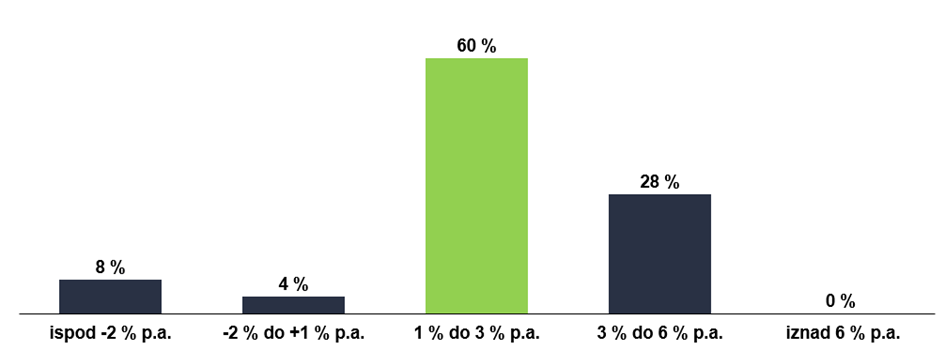 60 %
28 %
8 %
4 %
0 %
ispod -2 % p.a.
-2 % do +1 % p.a.
1 % do 3 % p.a.
3 % do 6 % p.a.
iznad 6 % p.a.